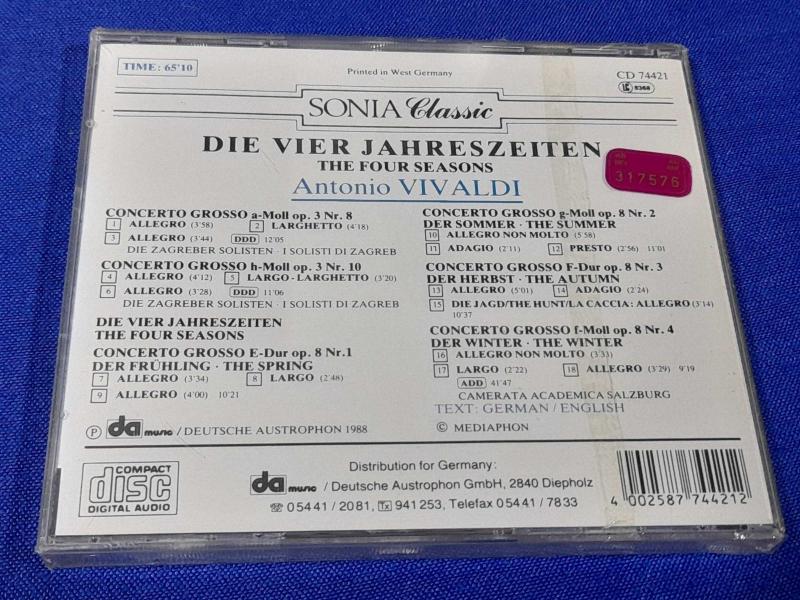 TIME: 65'10
Printed in West Germany
CD 74421
LC 8368
SONIA Classic
DIE VIER JAHRESZEITEN
THE FOUR SEASONS
Antonio VIVALDI
317576
CONCERTO GROSSO a-Moll op. 3 Nr. 8
1 ALLEGRO (3'58) 2 LARGHETTO (4'18)
3 ALLEGRO (3'44) DDD 12'05
DIE ZAGREBER SOLISTEN · I SOLISTI DI ZAGREB
CONCERTO GROSSO h-Moll op. 3 Nr. 10
4 ALLEGRO (4'12) 5 LARGO - LARGHETTO (3'20)
6 ALLEGRO (3'28) DDD 11'06
DIE ZAGREBER SOLISTEN · I SOLISTI DI ZAGREB
DIE VIER JAHRESZEITEN
THE FOUR SEASONS
CONCERTO GROSSO E-Dur op. 8 Nr. 1
DER FRÜHLING · THE SPRING
7 ALLEGRO (3'34) 8 LARGO (2'48)
9 ALLEGRO (4'00) 10'21
CONCERTO GROSSO g-Moll op. 8 Nr. 2
DER SOMMER · THE SUMMER
10 ALLEGRO NON MOLTO (5'58)
11 ADAGIO (2'11) 12 PRESTO (2'56) 11'01
CONCERTO GROSSO F-Dur op. 8 Nr. 3
DER HERBST · THE AUTUMN
13 ALLEGRO (5'01) 14 ADAGIO (2'24)
15 DIE JAGD/THE HUNT/LA CACCIA: ALLEGRO (3'14)
10'37
CONCERTO GROSSO f-Moll op. 8 Nr. 4
DER WINTER · THE WINTER
16 ALLEGRO NON MOLTO (3'33)
17 LARGO (2'22) 18 ALLEGRO (3'29) 9'19
ADD 41'47
CAMERATA ACADEMICA SALZBURG
TEXT: GERMAN / ENGLISH
Ⓟ da music / DEUTSCHE AUSTROPHON 1988
© MEDIAPHON
COMPACT
disc
DIGITAL AUDIO
Distribution for Germany:
da music / Deutsche Austrophon GmbH, 2840 Diepholz
☏ 05441 / 2081, Tx 941253, Telefax 05441 / 7833
4 002587 744212